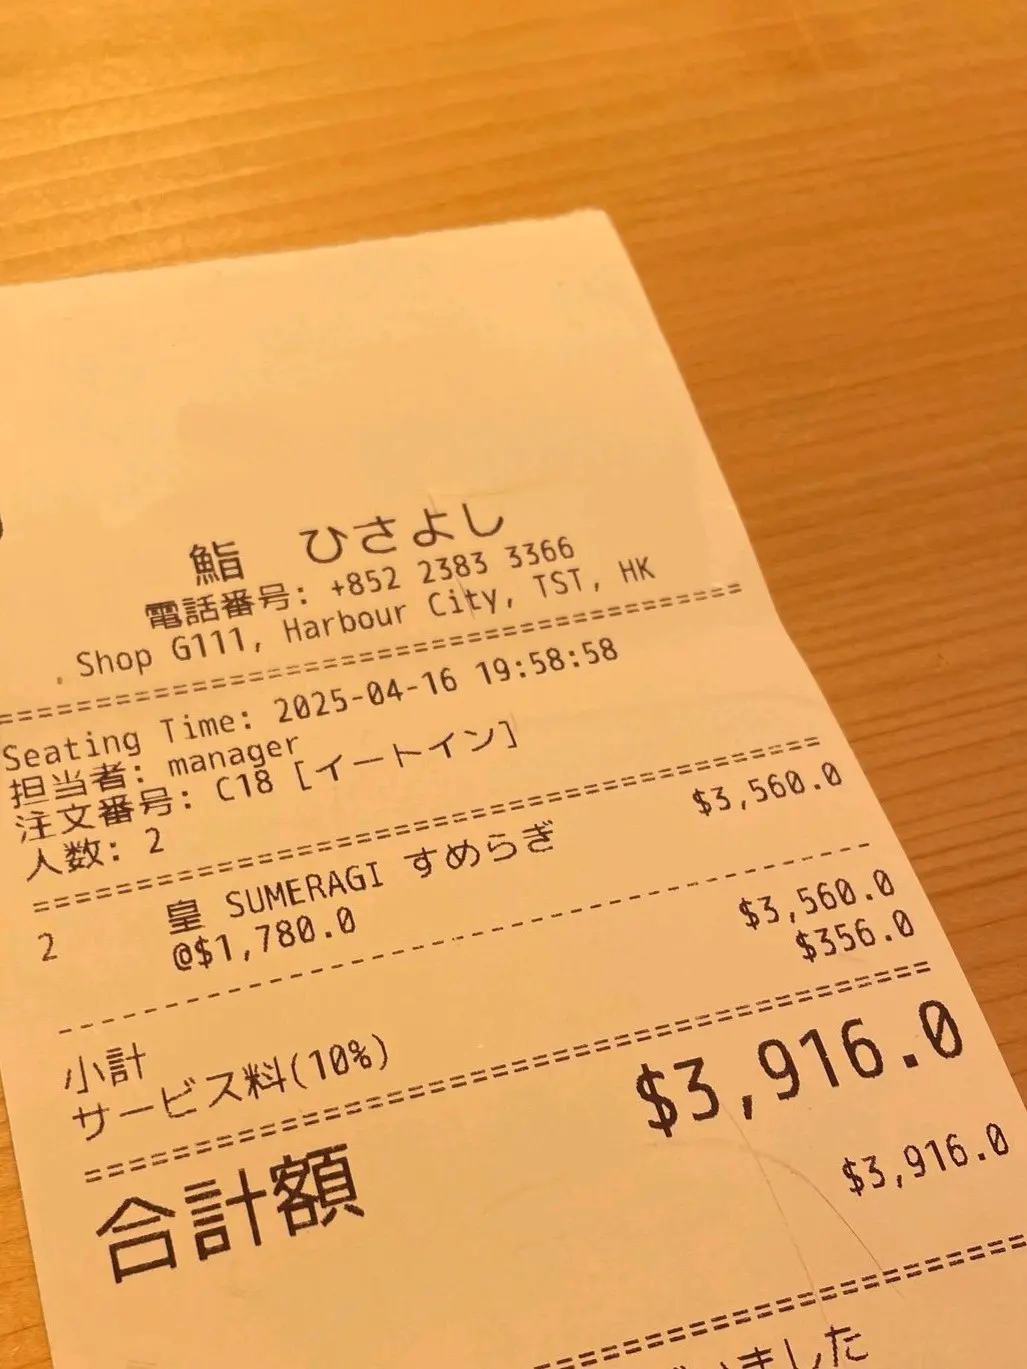 鮨 ひさよし
電話番号: +852 2383 3366
Shop G111, Harbour City, TST, HK
Seating Time: 2025-04-16 19:58:58
担当者: manager
注文番号: C18 [イートイン]
人数: 2
2 皇 SUMERAGI すめらぎ $3,560.0
@$1,780.0
小計 $3,560.0
サービス料(10%) $356.0
合計額 $3,916.0
$3,916.0
いました